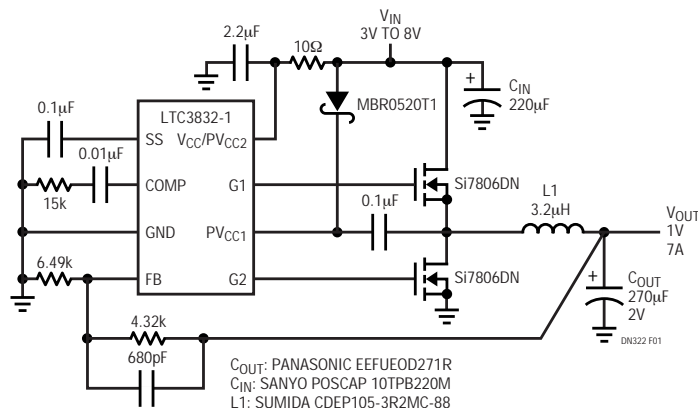 VIN
3V TO 8V
2.2µF
10Ω
+
CIN
220µF
MBR0520T1
0.1µF
LTC3832-1
SS
VCC/PVCC2
0.01µF
15k
COMP
G1
Si7806DN
0.1µF
L1
3.2µH
GND
PVCC1
VOUT
1V
7A
6.49k
FB
G2
Si7806DN
+
COUT
270µF
2V
DN322 F01
4.32k
680pF
COUT: PANASONIC EEFUEOD271R
CIN: SANYO POSCAP 10TPB220M
L1: SUMIDA CDEP105-3R2MC-88